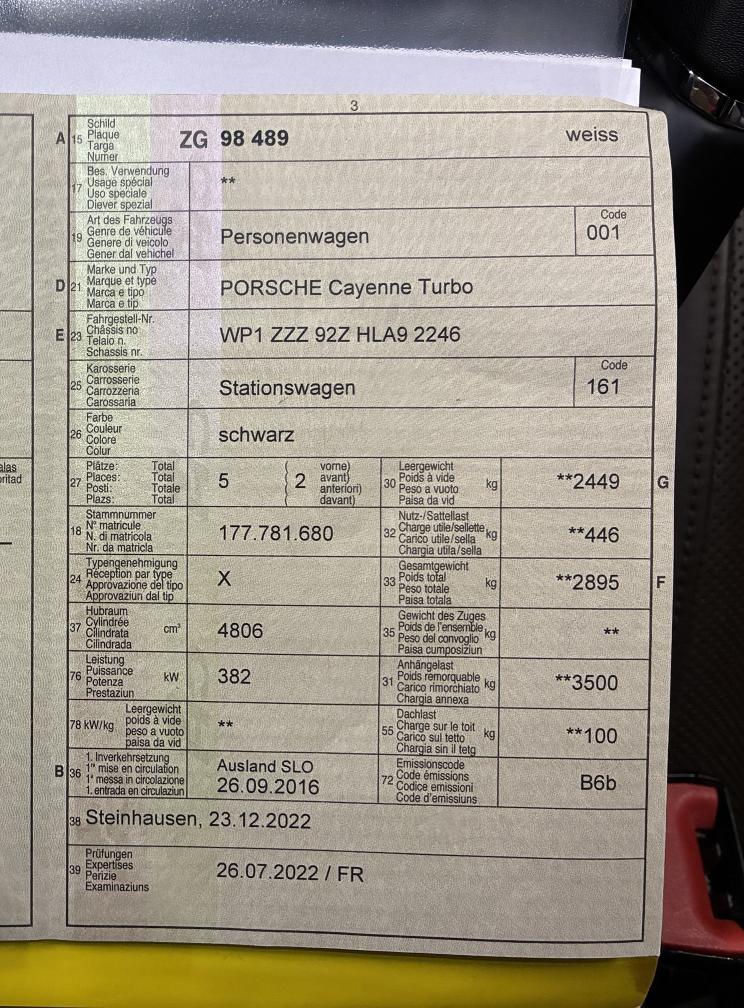 3
A 15 Schild Plaque Targa Numer ZG 98 489 weiss
17 Bes. Verwendung Usage spécial Uso speciale Diever spezial **
19 Art des Fahrzeugs Genre de véhicule Genere di veicolo Gener dal vehichel Personenwagen Code 001
D 21 Marke und Typ Marque et type Marca e tipo Marca e tip PORSCHE Cayenne Turbo
E 23 Fahrgestell-Nr. Châssis no Telaio n. Schassis nr. WP1 ZZZ 92Z HLA9 2246
25 Karosserie Carrosserie Carrozzeria Carossaria Stationswagen Code 161
26 Farbe Couleur Colore Colur schwarz
alas
oritad
27 Plätze: Total Places: Total Posti: Totale Plazs: Total 5 ( 2 vorne) avant) anteriori) davant) 30 Leergewicht Poids à vide Peso a vuoto Paisa da vid kg **2449 G
18 Stammnummer N° matricule N. di matricola Nr. da matricla 177.781.680 32 Nutz-/Sattellast Charge utile/sellette Carico utile/sella Chargia utila/sella kg **446
24 Typengenehmigung Réception par type Approvazione del tipo Approvaziun dal tip X 33 Gesamtgewicht Poids total Peso totale Paisa totala kg **2895 F
37 Hubraum Cylindrée Cilindrata Cilindrada cm³ 4806 35 Gewicht des Zuges Poids de l'ensemble Peso del convoglio Paisa cumposiziun kg **
76 Leistung Puissance Potenza Prestaziun kW 382 31 Anhängelast Poids remorquable Carico rimorchiato Chargia annexa kg **3500
78 kW/kg Leergewicht poids à vide peso a vuoto paisa da vid ** 55 Dachlast Charge sur le toit Carico sul tetto Chargia sin il tetg kg **100
B 36 1. Inverkehrsetzung 1re mise en circulation 1a messa in circolazione 1. entrada en circulaziun Ausland SLO 26.09.2016 72 Emissionscode Code émissions Codice emissioni Code d'emissiuns B6b
38 Steinhausen, 23.12.2022
39 Prüfungen Expertises Perizie Examinaziuns 26.07.2022 / FR